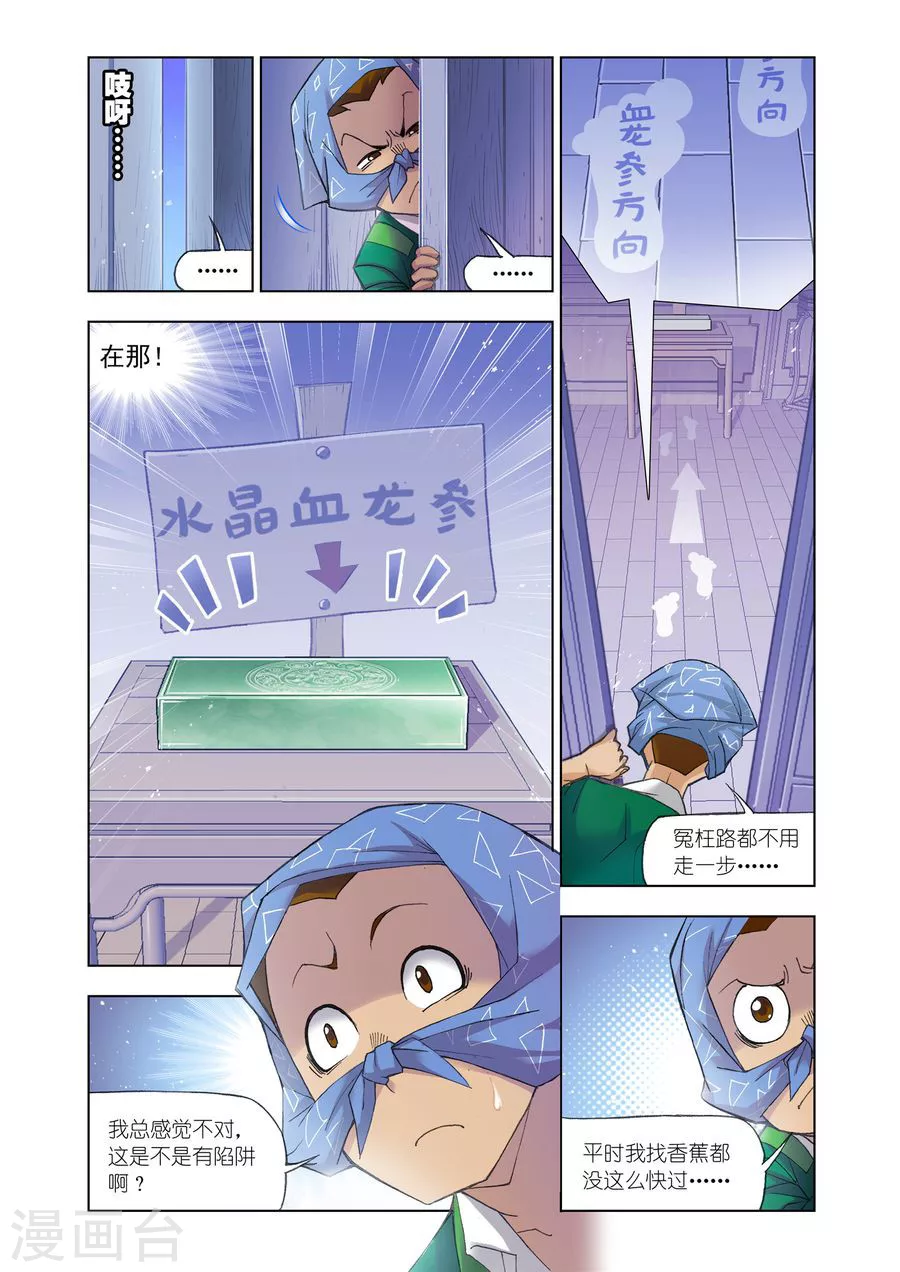 吱呀……
……
……
方向
血龙参方向
冤枉路都不用
走一步……
在那！
水晶血龙参
平时我找香蕉都
没这么快过……
我总感觉不对，
这是不是有陷阱
啊？
漫画台